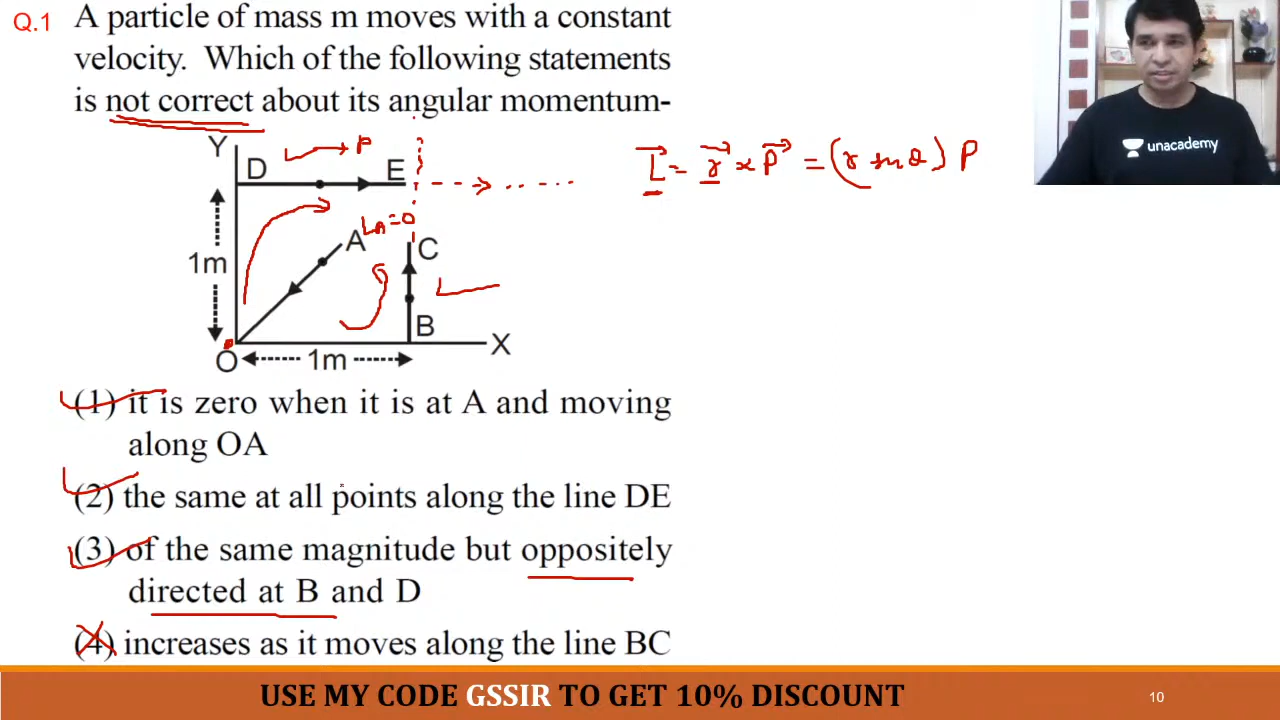 Q.1 A particle of mass m moves with a constant
velocity. Which of the following statements
is not correct about its angular momentum-
unacademy
Y
D
P
E
L = r × P = (r sinθ) P
1m
A
L_A=0
C
B
X
O
1m
(1) it is zero when it is at A and moving
along OA
(2) the same at all points along the line DE
(3) of the same magnitude but oppositely
directed at B and D
(4) increases as it moves along the line BC
USE MY CODE GSSIR TO GET 10% DISCOUNT
10